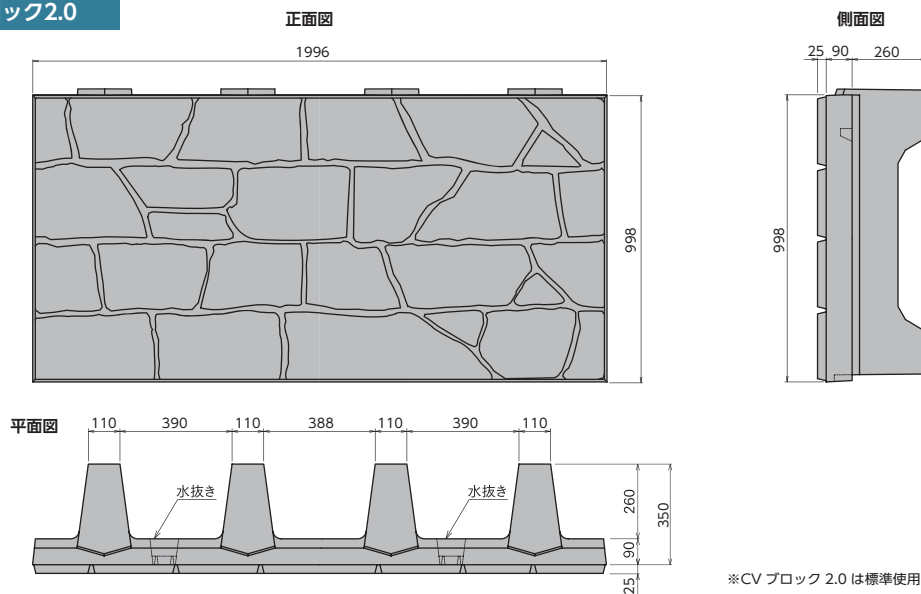 ック2.0
正面図
側面図
1996
25 90 260
998
998
平面図
110 390 110 388 110 390 110
水抜き
水抜き
260
350
90
25
※CV ブロック 2.0 は標準使用